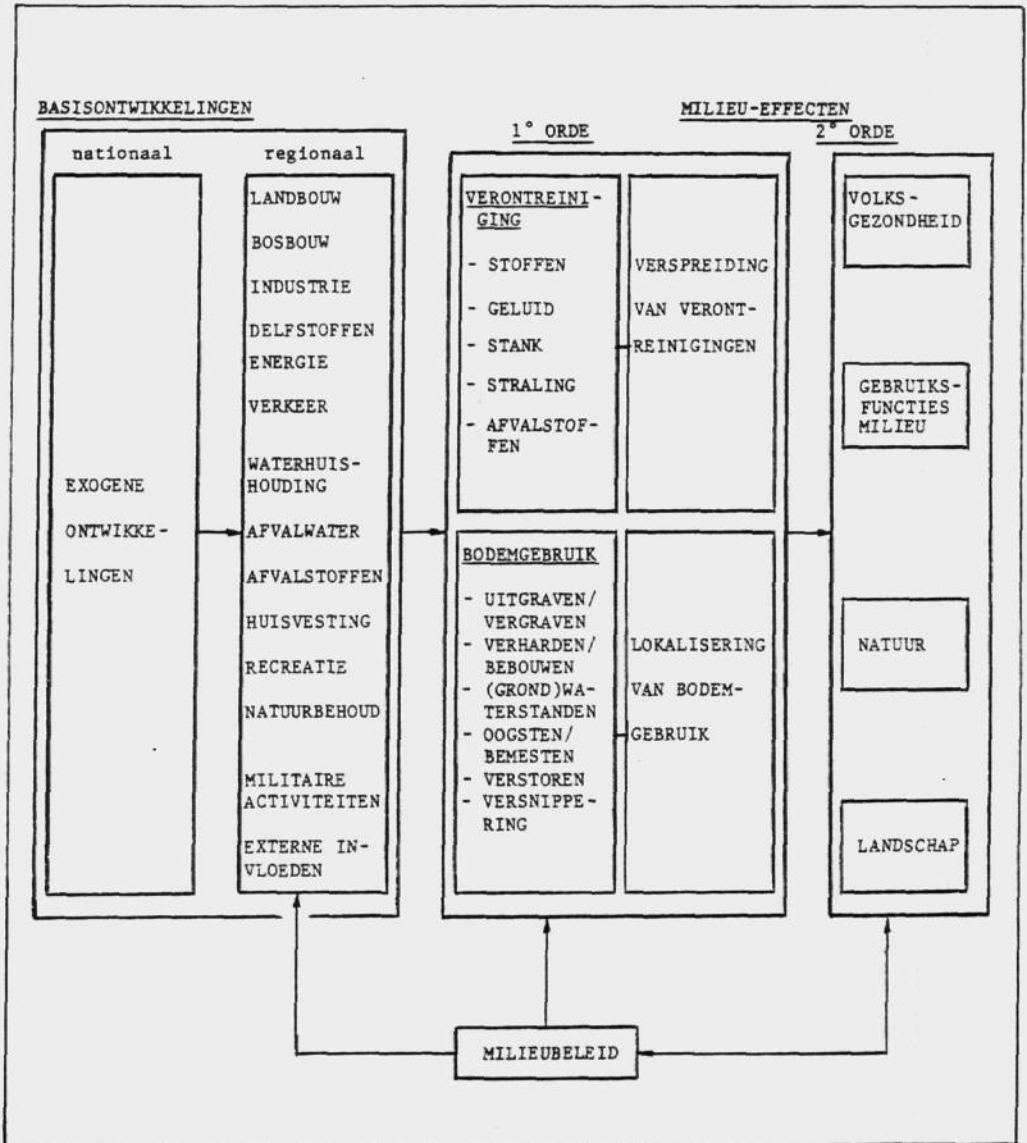 BASISONTWIKKELINGEN
nationaal
regionaal
EXOGENE
ONTWIKKE-
LINGEN
LANDBOUW
BOSBOUW
INDUSTRIE
DELFSTOFFEN
ENERGIE
VERKEER
WATERHUIS-
HOUDING
AFVALWATER
AFVALSTOFFEN
HUISVESTING
RECREATIE
NATUURBEHOUD
MILITAIRE
ACTIVITEITEN
EXTERNE IN-
VLOEDEN
MILIEU-EFFECTEN
1° ORDE
2° ORDE
VERONTREINI-
GING
- STOFFEN
- GELUID
- STANK
- STRALING
- AFVALSTOF-
FEN
VERSPREIDING
VAN VERONT-
REINIGINGEN
BODEMGEBRUIK
- UITGRAVEN/
VERGRAVEN
- VERHARDEN/
BEBOUWEN
- (GROND)WA-
TERSTANDEN
- OOGSTEN/
BEMESTEN
- VERSTOREN
- VERSNIPPE-
RING
LOKALISERING
VAN BODEM-
GEBRUIK
VOLKS-
GEZONDHEID
GEBRUIKS-
FUNCTIES
MILIEU
NATUUR
LANDSCHAP
MILIEUBELEID